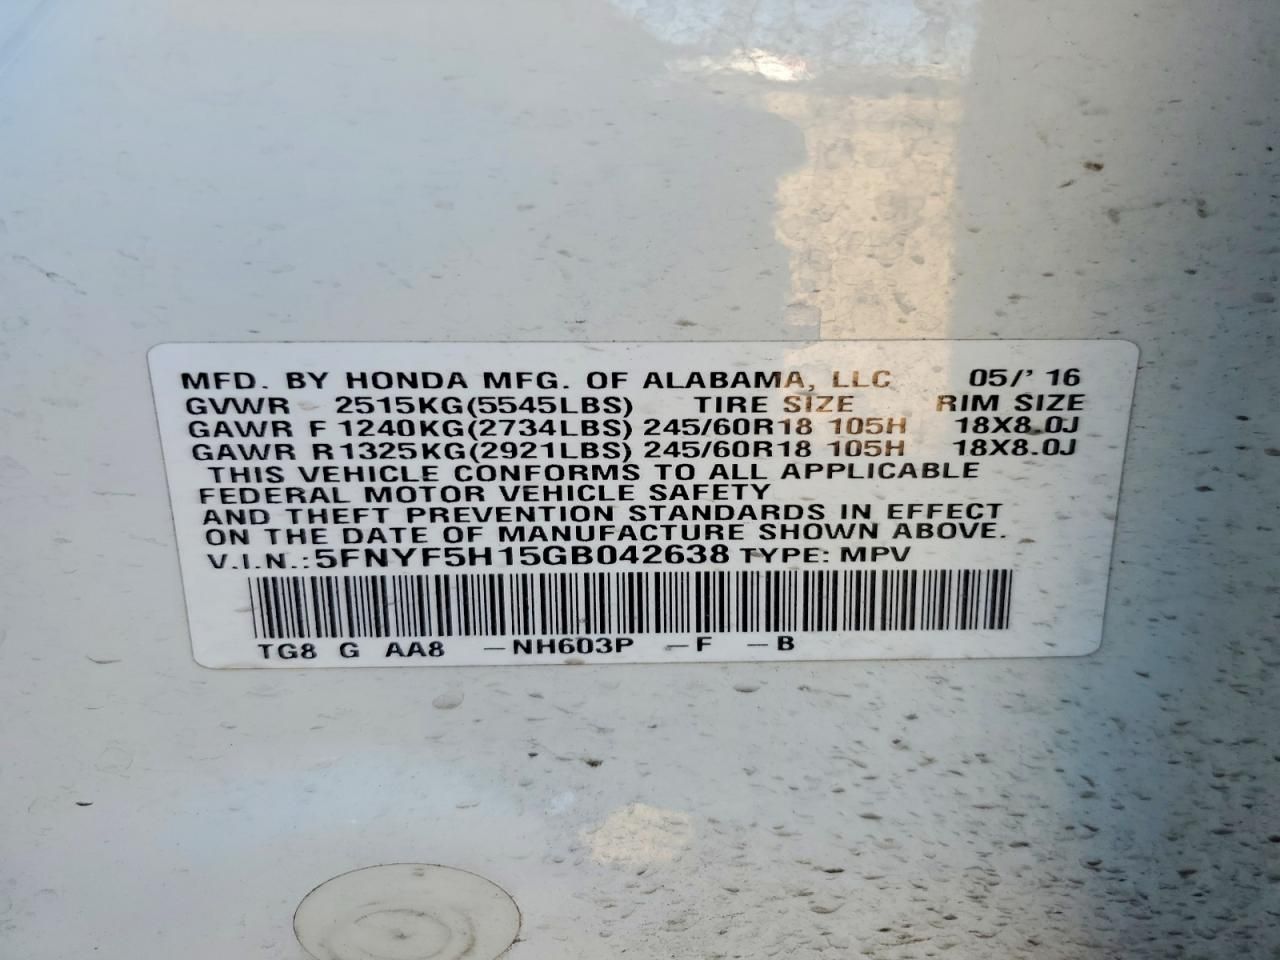 MFD. BY HONDA MFG. OF ALABAMA, LLC 05/' 16
GVWR 2515KG(5545LBS) TIRE SIZE RIM SIZE
GAWR F 1240KG(2734LBS) 245/60R18 105H 18X8.0J
GAWR R 1325KG(2921LBS) 245/60R18 105H 18X8.0J
THIS VEHICLE CONFORMS TO ALL APPLICABLE
FEDERAL MOTOR VEHICLE SAFETY
AND THEFT PREVENTION STANDARDS IN EFFECT
ON THE DATE OF MANUFACTURE SHOWN ABOVE.
V.I.N.:5FNYF5H15GB042638 TYPE: MPV
TG8 G AA8 -NH603P -F -B